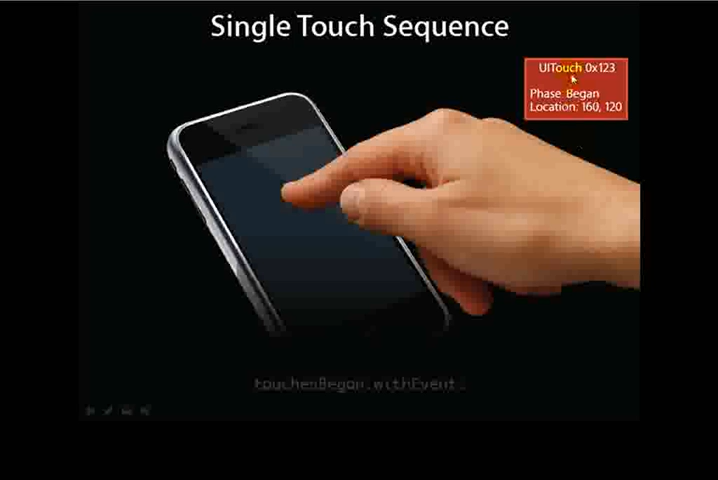 Single Touch Sequence
UITouch 0x123
Phase: Began
Location: 160, 120
touchesBegan:withEvent: